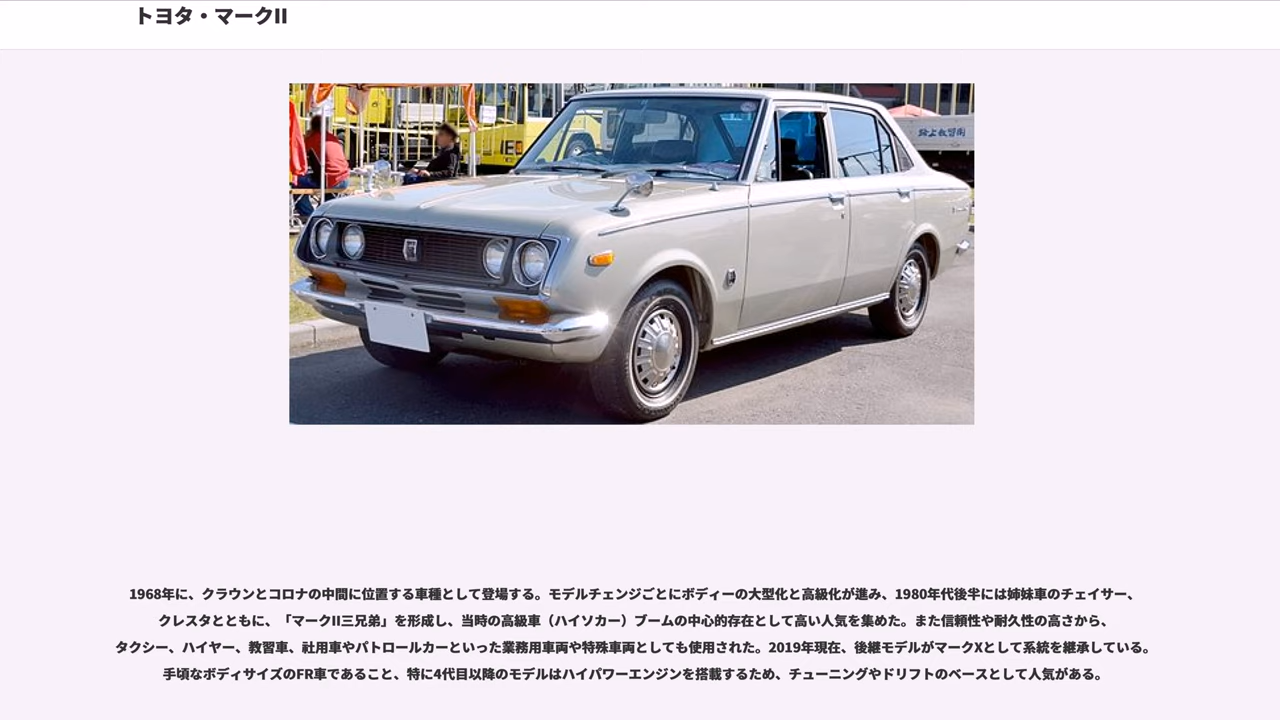 トヨタ・マークII
路上教習用
1968年に、クラウンとコロナの中間に位置する車種として登場する。モデルチェンジごとにボディーの大型化と高級化が進み、1980年代後半には姉妹車のチェイサー、
クレスタとともに、「マークII三兄弟」を形成し、当時の高級車（ハイソカー）ブームの中心的存在として高い人気を集めた。また信頼性や耐久性の高さから、
タクシー、ハイヤー、教習車、社用車やパトロールカーといった業務用車両や特殊車両としても使用された。2019年現在、後継モデルがマークXとして系統を継承している。
手頃なボディサイズのFR車であること、特に4代目以降のモデルはハイパワーエンジンを搭載するため、チューニングやドリフトのベースとして人気がある。